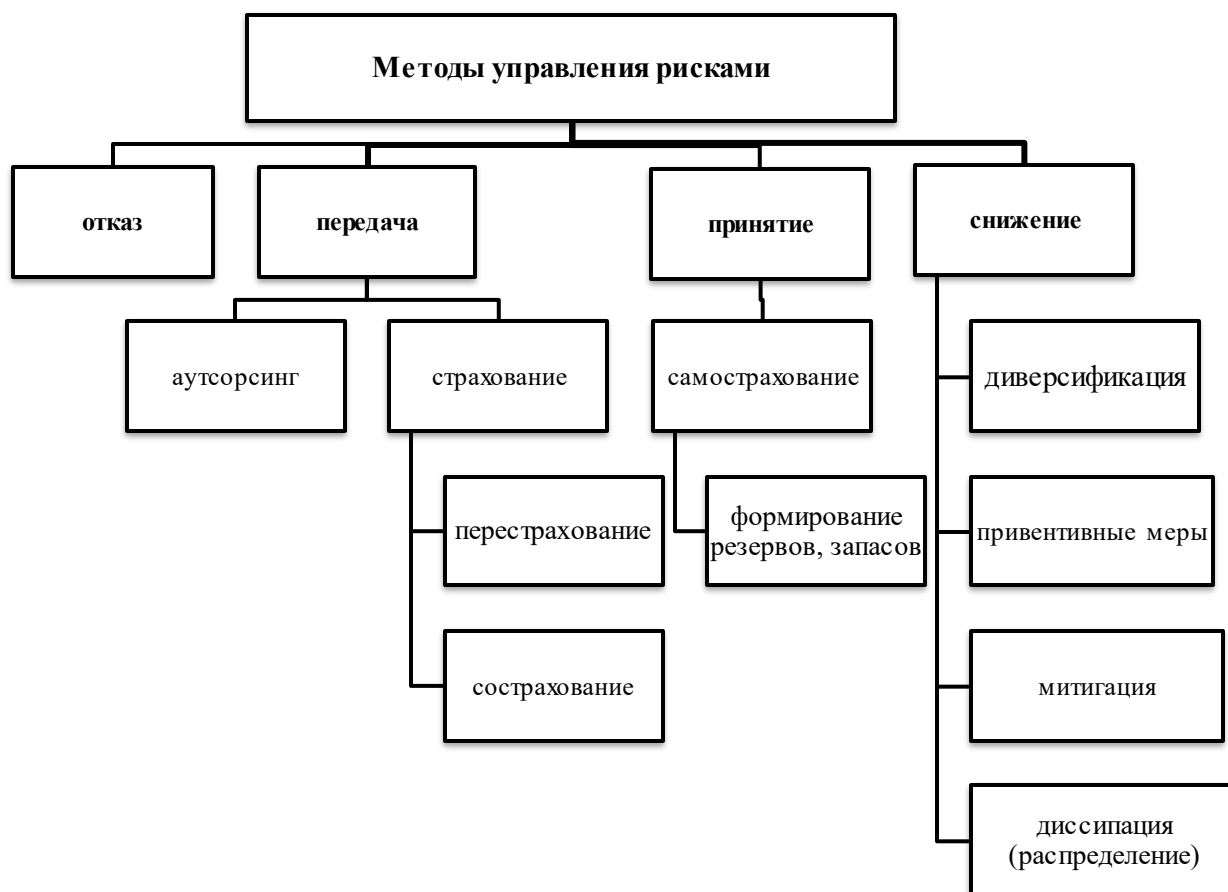 Методы управления рисками
отказ
передача
принятие
снижение
аутсорсинг
страхование
самострахование
диверсификация
перестрахование
формирование
резервов, запасов
привентивные меры
сострахование
митигация
диссипация
(распределение)